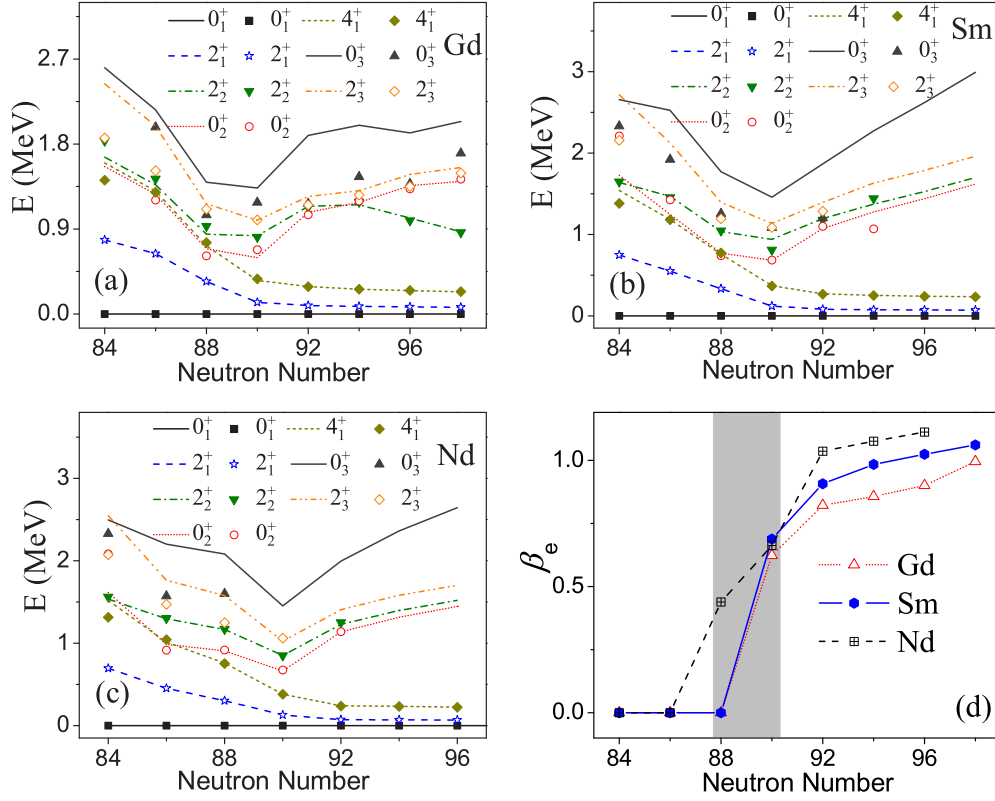 0₁⁺ 0₁⁺ 4₁⁺ 4₁⁺
2₁⁺ 2₁⁺ 0₃⁺ 0₃⁺
2₂⁺ 2₂⁺ 2₃⁺ 2₃⁺
0₂⁺ 0₂⁺
Gd
E (MeV)
2.7
1.8
0.9
0.0
(a)
84 88 92 96
Neutron Number
0₁⁺ 0₁⁺ 4₁⁺ 4₁⁺
2₁⁺ 2₁⁺ 0₃⁺ 0₃⁺
2₂⁺ 2₂⁺ 2₃⁺ 2₃⁺
0₂⁺ 0₂⁺
Sm
E (MeV)
3
2
1
0
(b)
84 88 92 96
Neutron Number
0₁⁺ 0₁⁺ 4₁⁺ 4₁⁺
2₁⁺ 2₁⁺ 0₃⁺ 0₃⁺
2₂⁺ 2₂⁺ 2₃⁺ 2₃⁺
0₂⁺ 0₂⁺
Nd
E (MeV)
3
2
1
0
(c)
84 88 92 96
Neutron Number
βₑ
1.0
0.5
0.0
Gd
Sm
Nd
(d)
84 88 92 96
Neutron Number